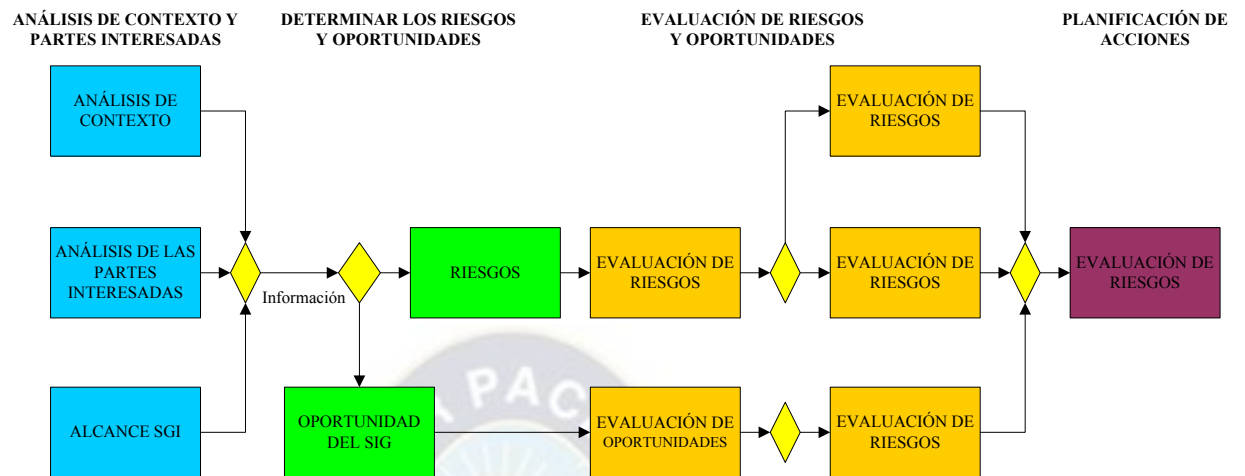 ANÁLISIS DE CONTEXTO Y
PARTES INTERESADAS
DETERMINAR LOS RIESGOS
Y OPORTUNIDADES
EVALUACIÓN DE RIESGOS
Y OPORTUNIDADES
PLANIFICACIÓN DE
ACCIONES
ANÁLISIS DE
CONTEXTO
EVALUACIÓN DE
RIESGOS
ANÁLISIS DE LAS
PARTES
INTERESADAS
Información
RIESGOS
EVALUACIÓN DE
RIESGOS
EVALUACIÓN DE
RIESGOS
EVALUACIÓN DE
RIESGOS
ALCANCE SGI
OPORTUNIDAD
DEL SIG
EVALUACIÓN DE
OPORTUNIDADES
EVALUACIÓN DE
RIESGOS